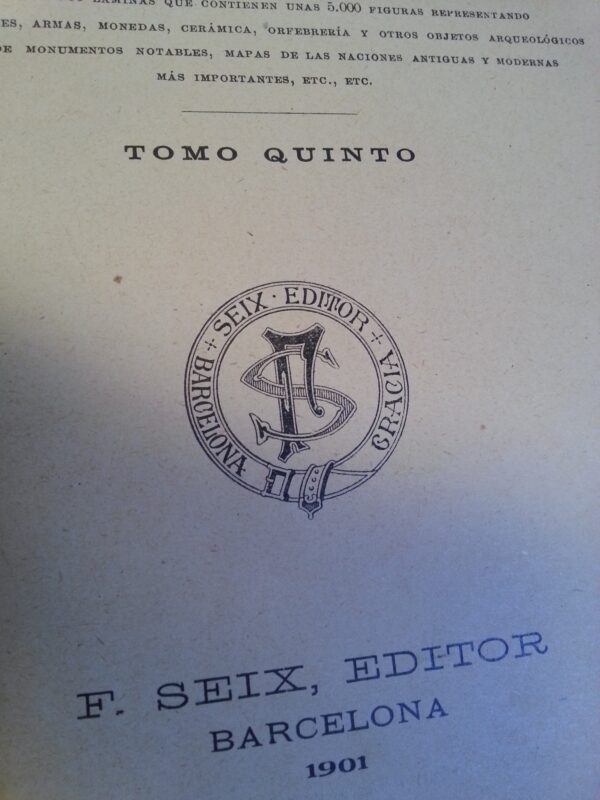 LÁMINAS QUE CONTIENEN UNAS 5.000 FIGURAS REPRESENTANDO
ES, ARMAS, MONEDAS, CERÁMICA, ORFEBRERÍA Y OTROS OBJETOS ARQUEOLÓGICOS
DE MONUMENTOS NOTABLES, MAPAS DE LAS NACIONES ANTIGUAS Y MODERNAS
MÁS IMPORTANTES, ETC., ETC.
TOMO QUINTO
BARCELONA + SEIX · EDITOR + GRACIA
FS
F. SEIX, EDITOR
BARCELONA
1901